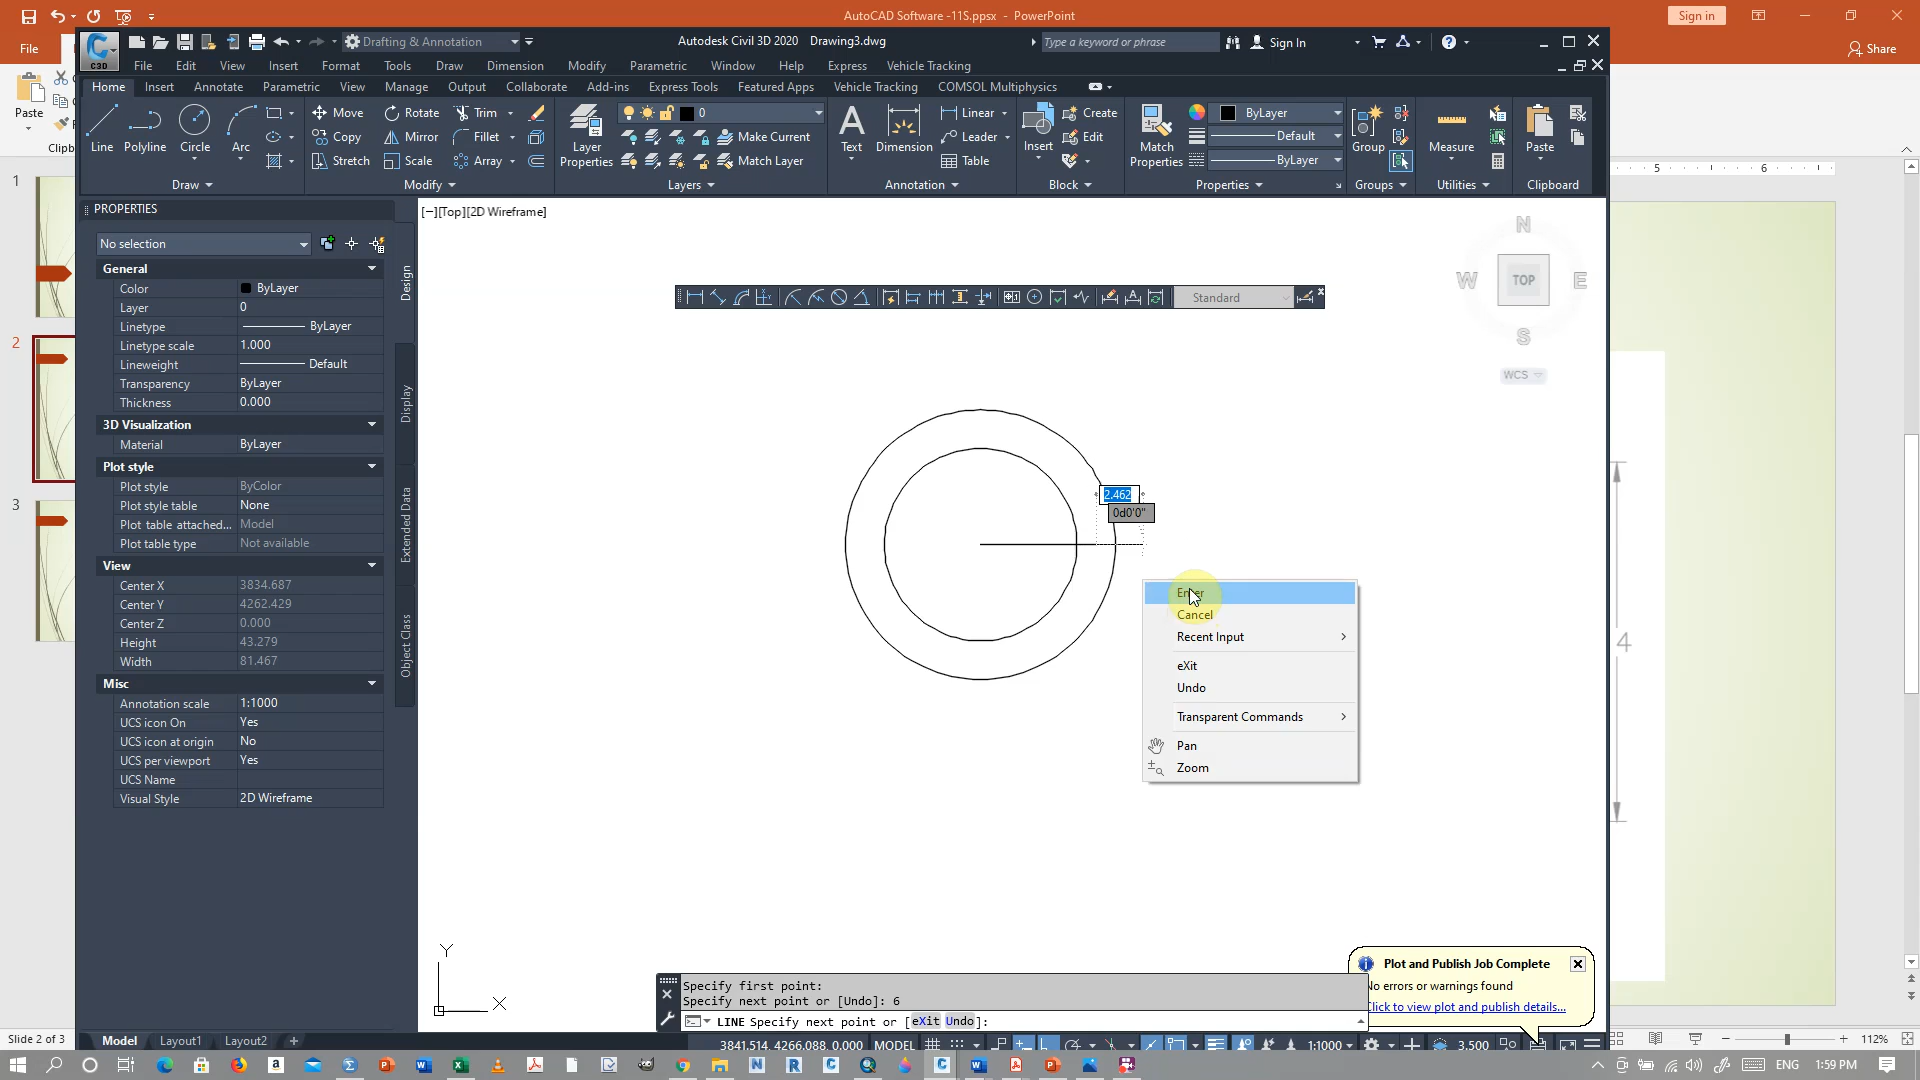 AutoCAD Software -11S.ppsx - PowerPoint
Sign in
File
Share
Paste
Clipb
C3D
Drafting & Annotation
Autodesk Civil 3D 2020 Drawing3.dwg
Type a keyword or phrase
Sign In
File Edit View Insert Format Tools Draw Dimension Modify Parametric Window Help Express Vehicle Tracking
Home Insert Annotate Parametric View Manage Output Collaborate Add-ins Express Tools Featured Apps Vehicle Tracking COMSOL Multiphysics
Line Polyline Circle Arc
Move Rotate Trim
Copy Mirror Fillet
Stretch Scale Array
Layer Properties
0
Make Current
Match Layer
Text Dimension
Linear
Leader
Table
Insert
Create
Edit
Match Properties
ByLayer
Default
ByLayer
Group
Measure
Paste
Draw Modify Layers Annotation Block Properties Groups Utilities Clipboard
PROPERTIES
No selection
General
Color ByLayer
Layer 0
Linetype ByLayer
Linetype scale 1.000
Lineweight Default
Transparency ByLayer
Thickness 0.000
3D Visualization
Material ByLayer
Plot style
Plot style ByColor
Plot style table None
Plot table attached... Model
Plot table type Not available
View
Center X 3834.687
Center Y 4262.429
Center Z 0.000
Height 43.279
Width 81.467
Misc
Annotation scale 1:1000
UCS icon On Yes
UCS icon at origin No
UCS per viewport Yes
UCS Name
Visual Style 2D Wireframe
Design
Display
Extended Data
Object Class
[−][Top][2D Wireframe]
Standard
N
W TOP E
S
WCS
2.462
0d0'0"
Enter
Cancel
Recent Input
eXit
Undo
Transparent Commands
Pan
Zoom
Y
X
Specify first point:
Specify next point or [Undo]: 6
LINE Specify next point or [eXit Undo]:
Plot and Publish Job Complete
No errors or warnings found
Click to view plot and publish details...
Model Layout1 Layout2 +
3841.514, 4266.088, 0.000 MODEL
1:1000
3.500
1
2
3
5 6
4
Slide 2 of 3
112%
ENG 1:59 PM